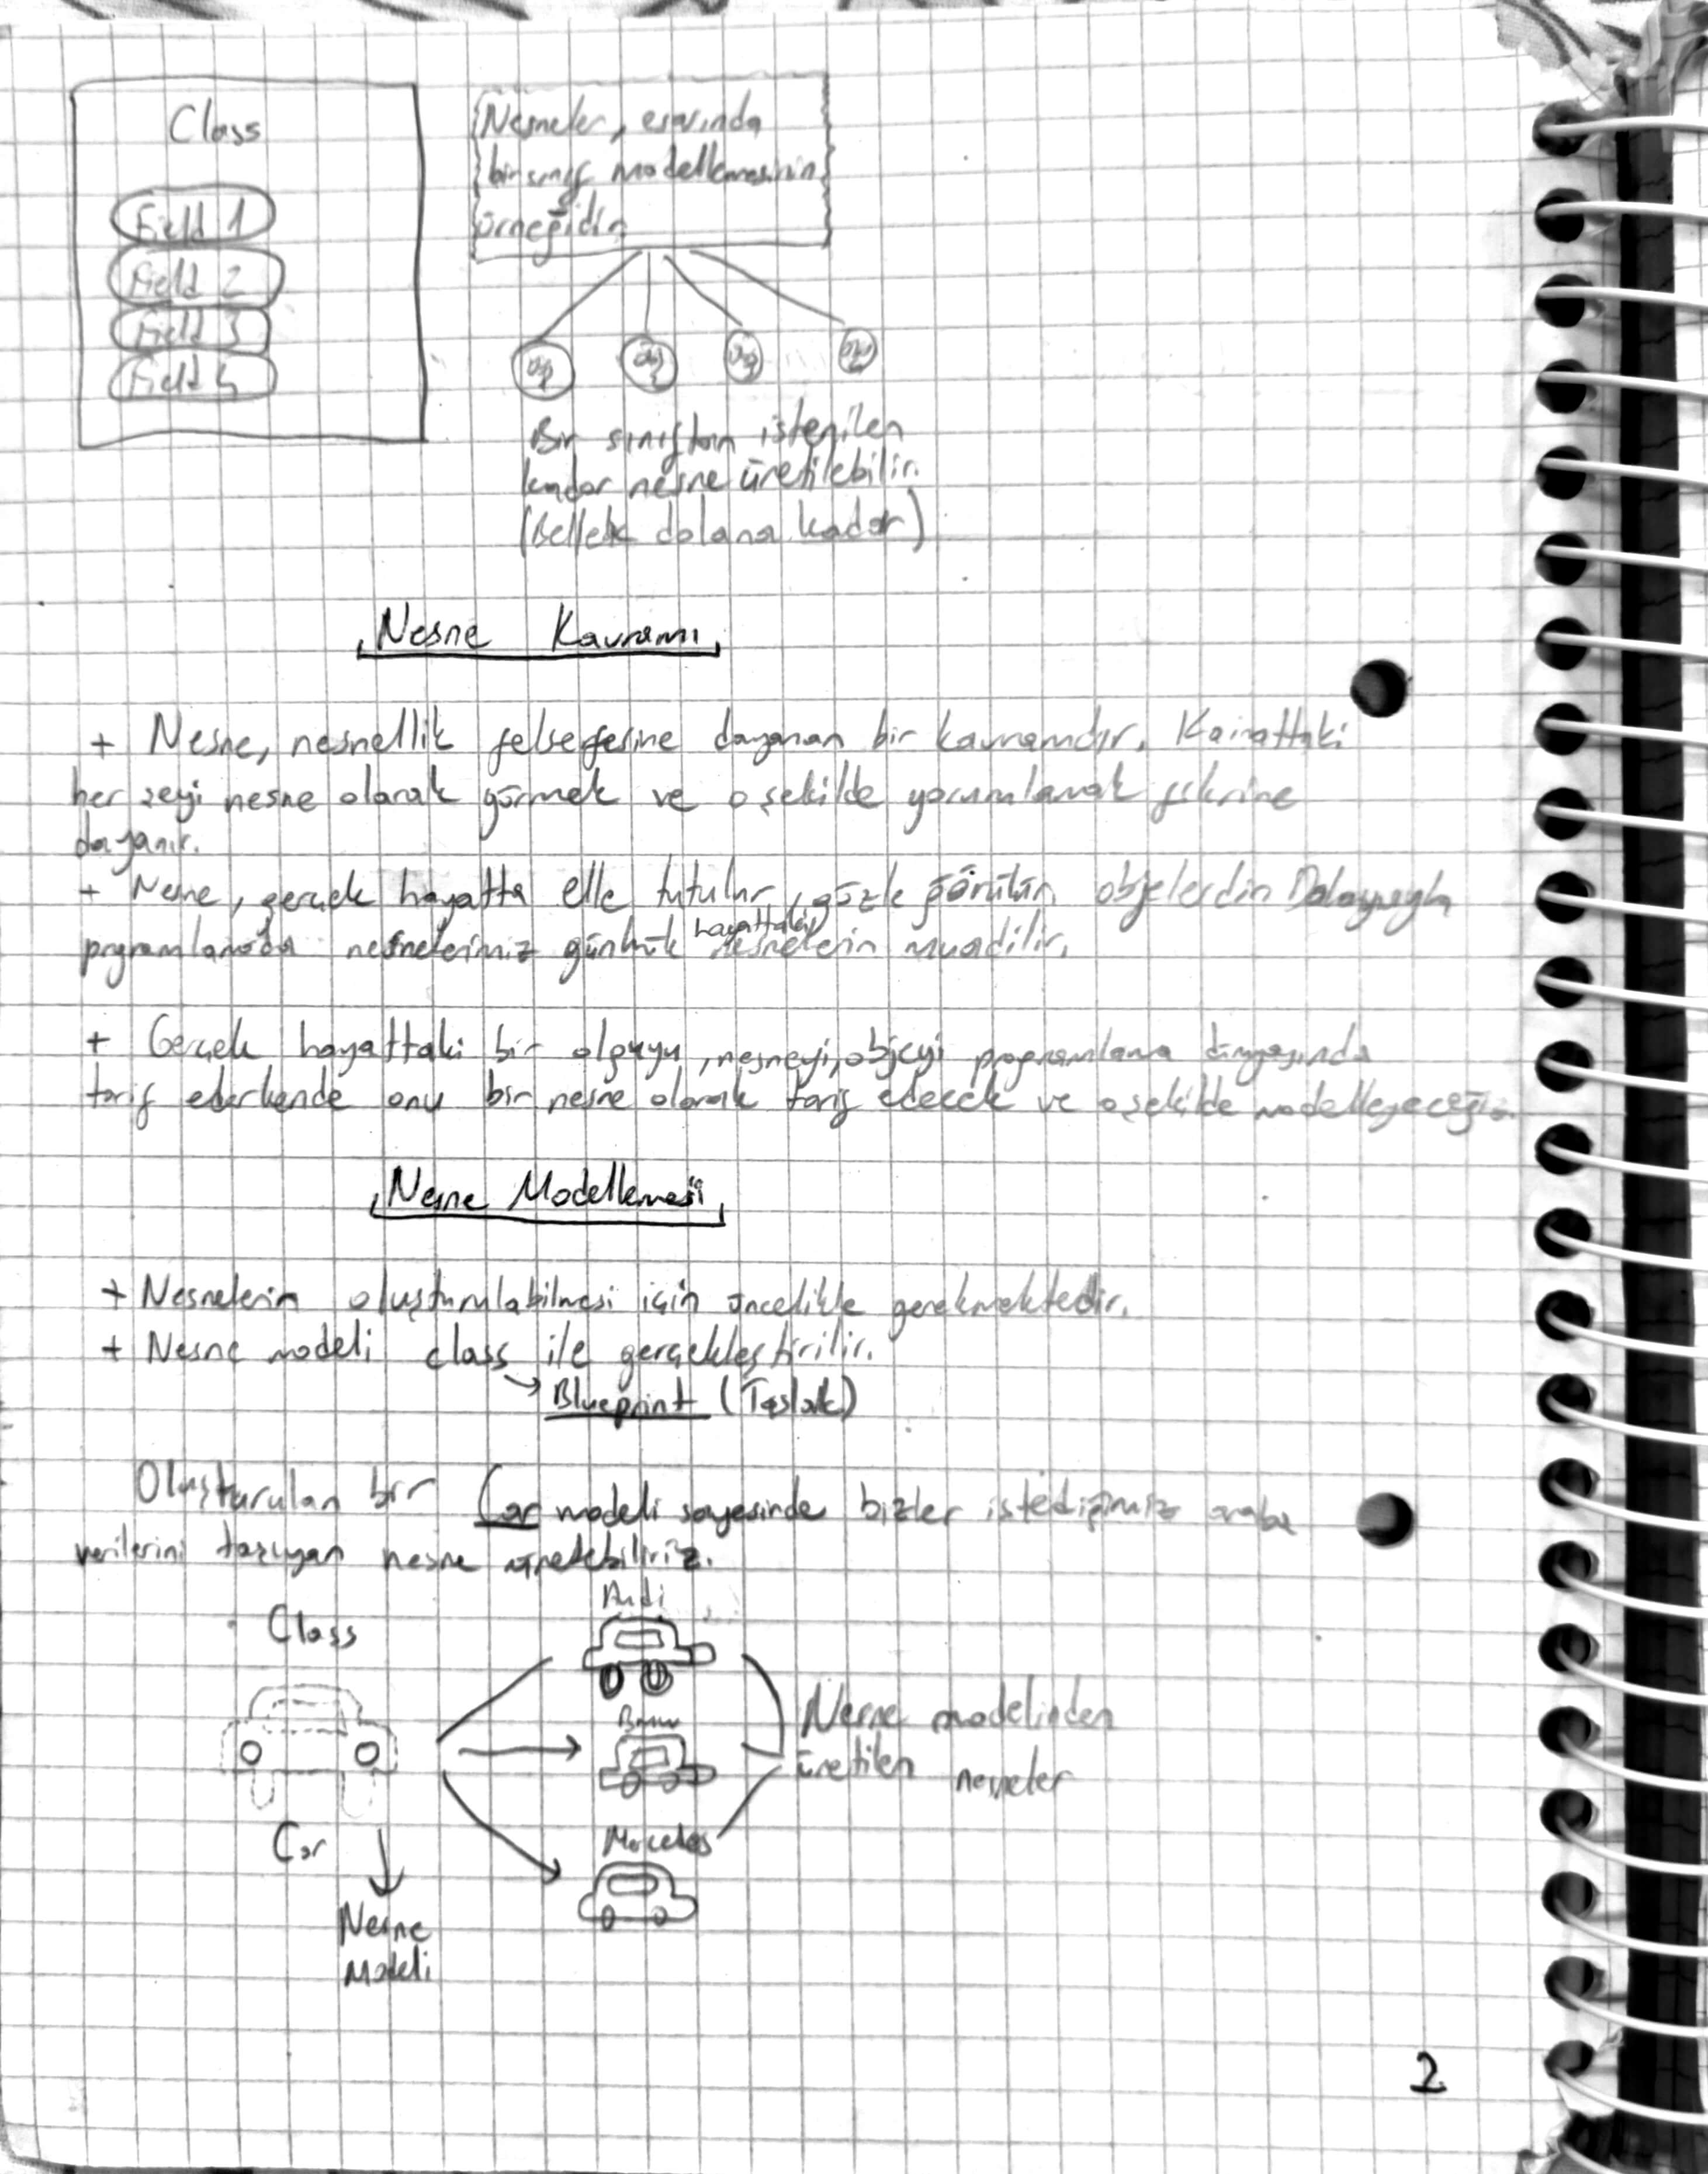 Class
Field 1
Field 2
Field 3
Field 4
Nesneler, esasında
bir sınıf modellemesinin
örneğidir.
Bir sınıftan istenilen
kadar nesne üretilebilir.
(Bellek dolana kadar)
Nesne Kavramı
+ Nesne, nesnellik felsefesine dayanan bir kavramdır. Kainattaki
her şeyi nesne olarak görmek ve o şekilde yorumlamak fikrine
dayanır.
+ Nesne, gerçek hayatta elle tutulur, gözle görülür objelerdir. Dolayısıyla
programlamada nesnelerimiz günlük hayattaki nesnelerin muadilir.
+ Gerçek hayattaki bir olguyu, nesneyi, objeyi programlama dünyasında
tarif ederkende onu bir nesne olarak tarif edecek ve o şekilde modelleyeceğiz.
Nesne Modellemesi
+ Nesnelerin oluşturulabilmesi için öncelikle gerekmektedir.
+ Nesne modeli class ile gerçekleştirilir.
→ Blueprint (Taslak)
Oluşturulan bir Car modeli sayesinde bizler istediğimiz araba
verilerini taşıyan nesne üretebiliriz.
Class
Audi
Bmw
Nesne modelinden
üretilen nesneler
Car
Mercedes
Nesne
Modeli
2